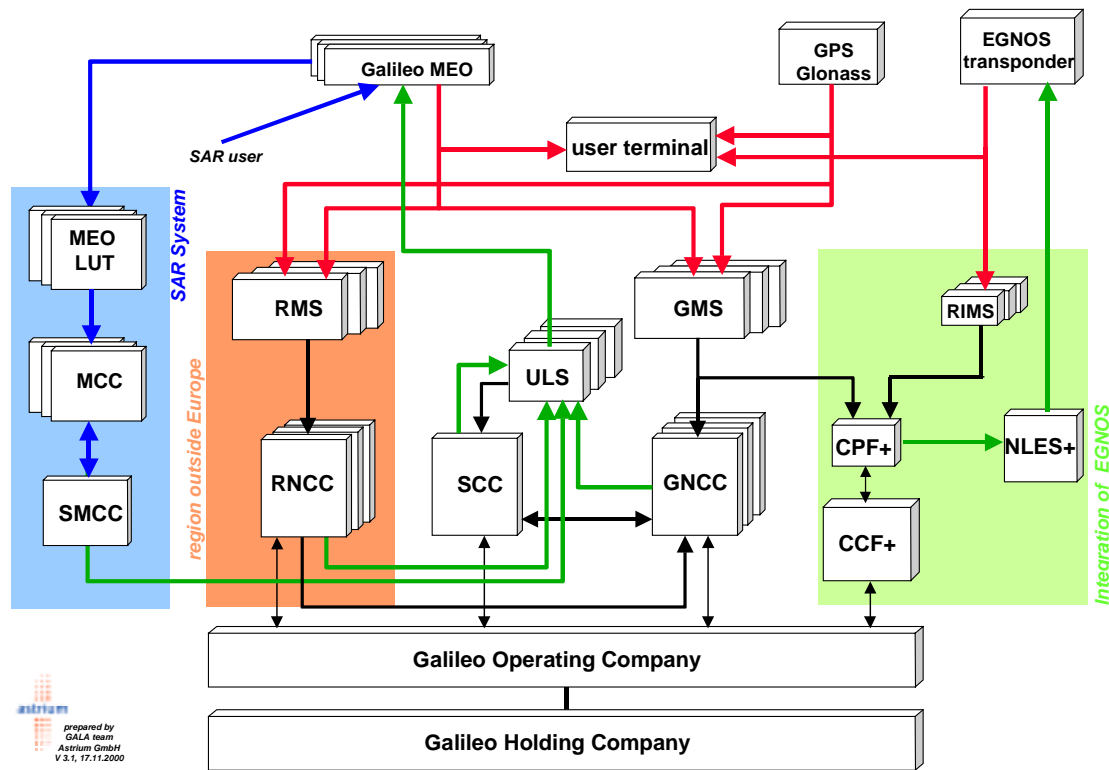 Galileo MEO
GPS
Glonass
EGNOS
transponder
user terminal
SAR user
SAR System
MEO
LUT
RMS
GMS
RIMS
MCC
ULS
region outside Europe
CPF+
NLES+
RNCC
SCC
GNCC
SMCC
CCF+
Integration of EGNOS
Galileo Operating Company
astrium
prepared by
GALA team
Astrium GmbH
V 3.1, 17.11.2000
Galileo Holding Company